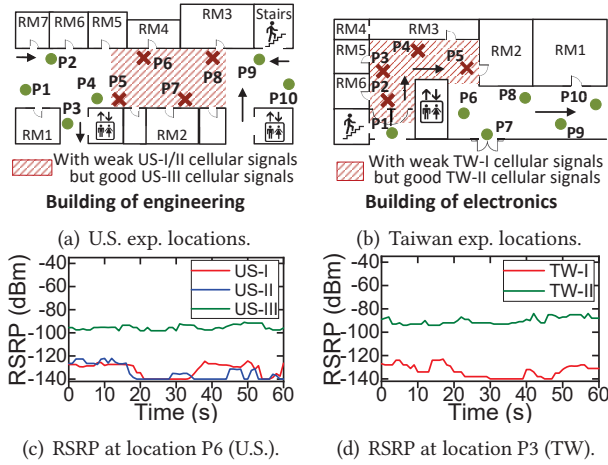 RM7 RM6 RM5 RM4 RM3 Stairs
P2 P6 P8 P9
P1 P4 P5 P7 P10
P3
RM1 RM2
With weak US-I/II cellular signals
but good US-III cellular signals
Building of engineering
(a) U.S. exp. locations.
RM4 RM3
RM5 P4 P5 RM2 RM1
P3
RM6 P2 P6 P8 P10
P1 P7 P9
With weak TW-I cellular signals
but good TW-II cellular signals
Building of electronics
(b) Taiwan exp. locations.
RSRP (dBm)
-40
-60
-80
-100
-120
-140
US-I
US-II
US-III
0 10 20 30 40 50 60
Time (s)
(c) RSRP at location P6 (U.S.).
RSRP (dBm)
-40
-60
-80
-100
-120
-140
TW-I
TW-II
0 10 20 30 40 50 60
Time (s)
(d) RSRP at location P3 (TW).